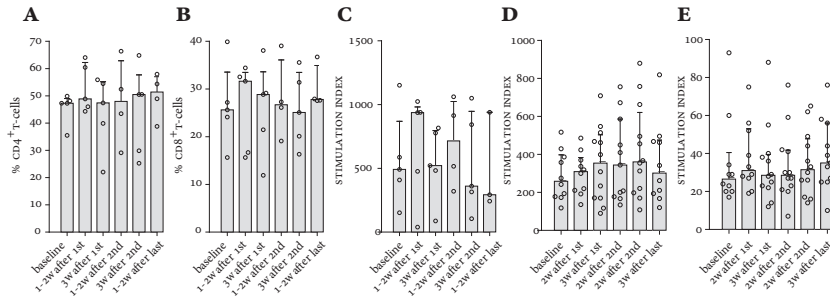 A
B
C
D
E
% CD4+T-cells
70
60
50
40
30
20
10
0
baseline
1–2w after 1st
3w after 1st
1–2w after 2nd
3w after 2nd
1–2w after last
% CD8+T-cells
40
30
20
10
0
baseline
1–2w after 1st
3w after 1st
1–2w after 2nd
3w after 2nd
1–2w after last
STIMULATION INDEX
1500
1000
500
0
baseline
1–2w after 1st
3w after 1st
1–2w after 2nd
3w after 2nd
1–2w after last
STIMULATION INDEX
1000
800
600
400
200
0
baseline
2w after 1st
3w after 1st
2w after 2nd
2w after 2nd
3w after last
STIMULATION INDEX
100
80
60
40
20
0
baseline
2w after 1st
3w after 1st
2w after 2nd
2w after 2nd
3w after last